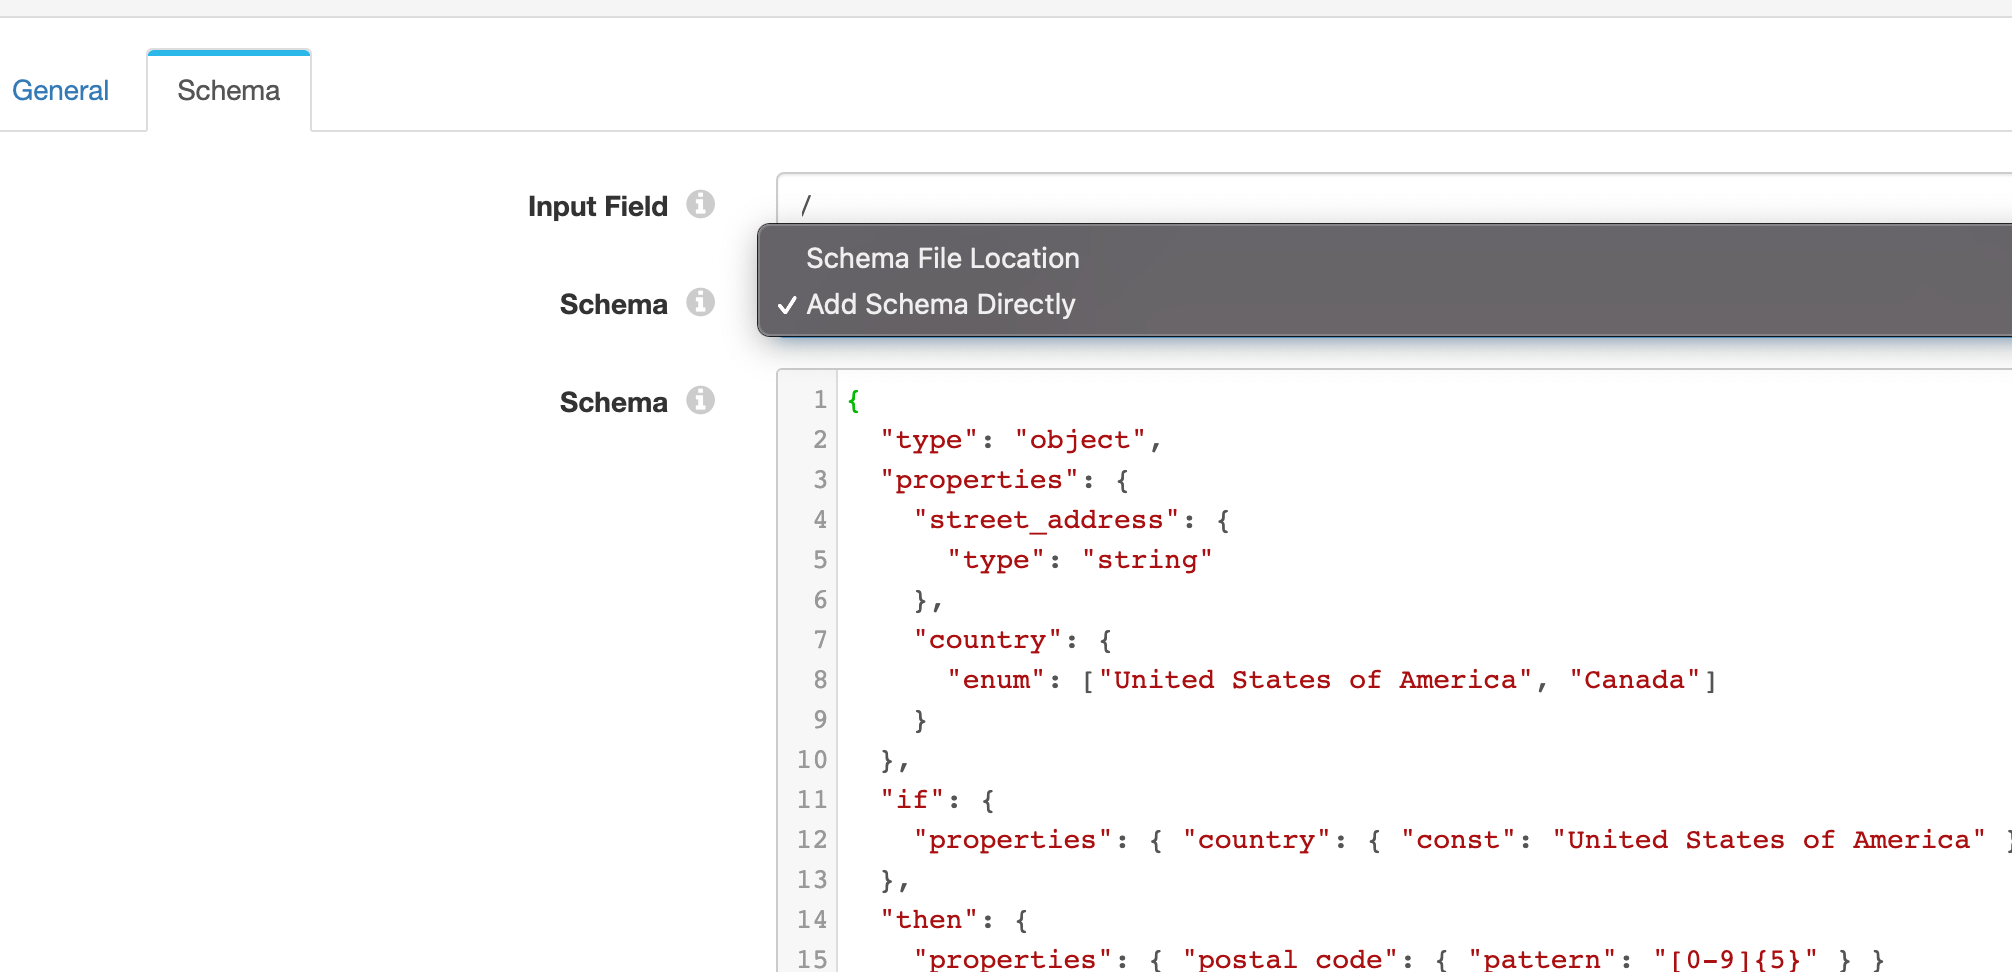 General
Schema
Input Field /
Schema File Location
Schema ✓ Add Schema Directly
Schema
1 {
2   "type": "object",
3   "properties": {
4     "street_address": {
5       "type": "string"
6     },
7     "country": {
8       "enum": ["United States of America", "Canada"]
9     }
10   },
11   "if": {
12     "properties": { "country": { "const": "United States of America" }
13   },
14   "then": {
15     "properties": { "postal_code": { "pattern": "[0-9]{5}" } }